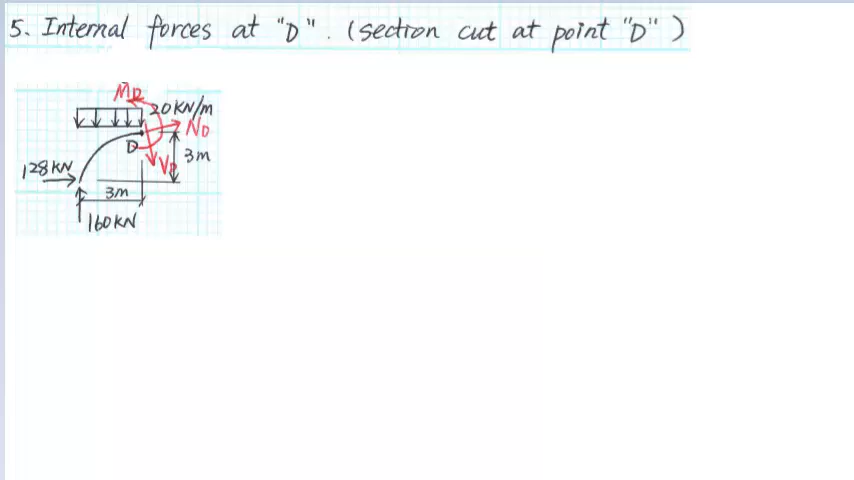 5. Internal forces at "D". (section cut at point "D")
MD
20KN/m
ND
D
VD
3m
128KN
3m
160KN